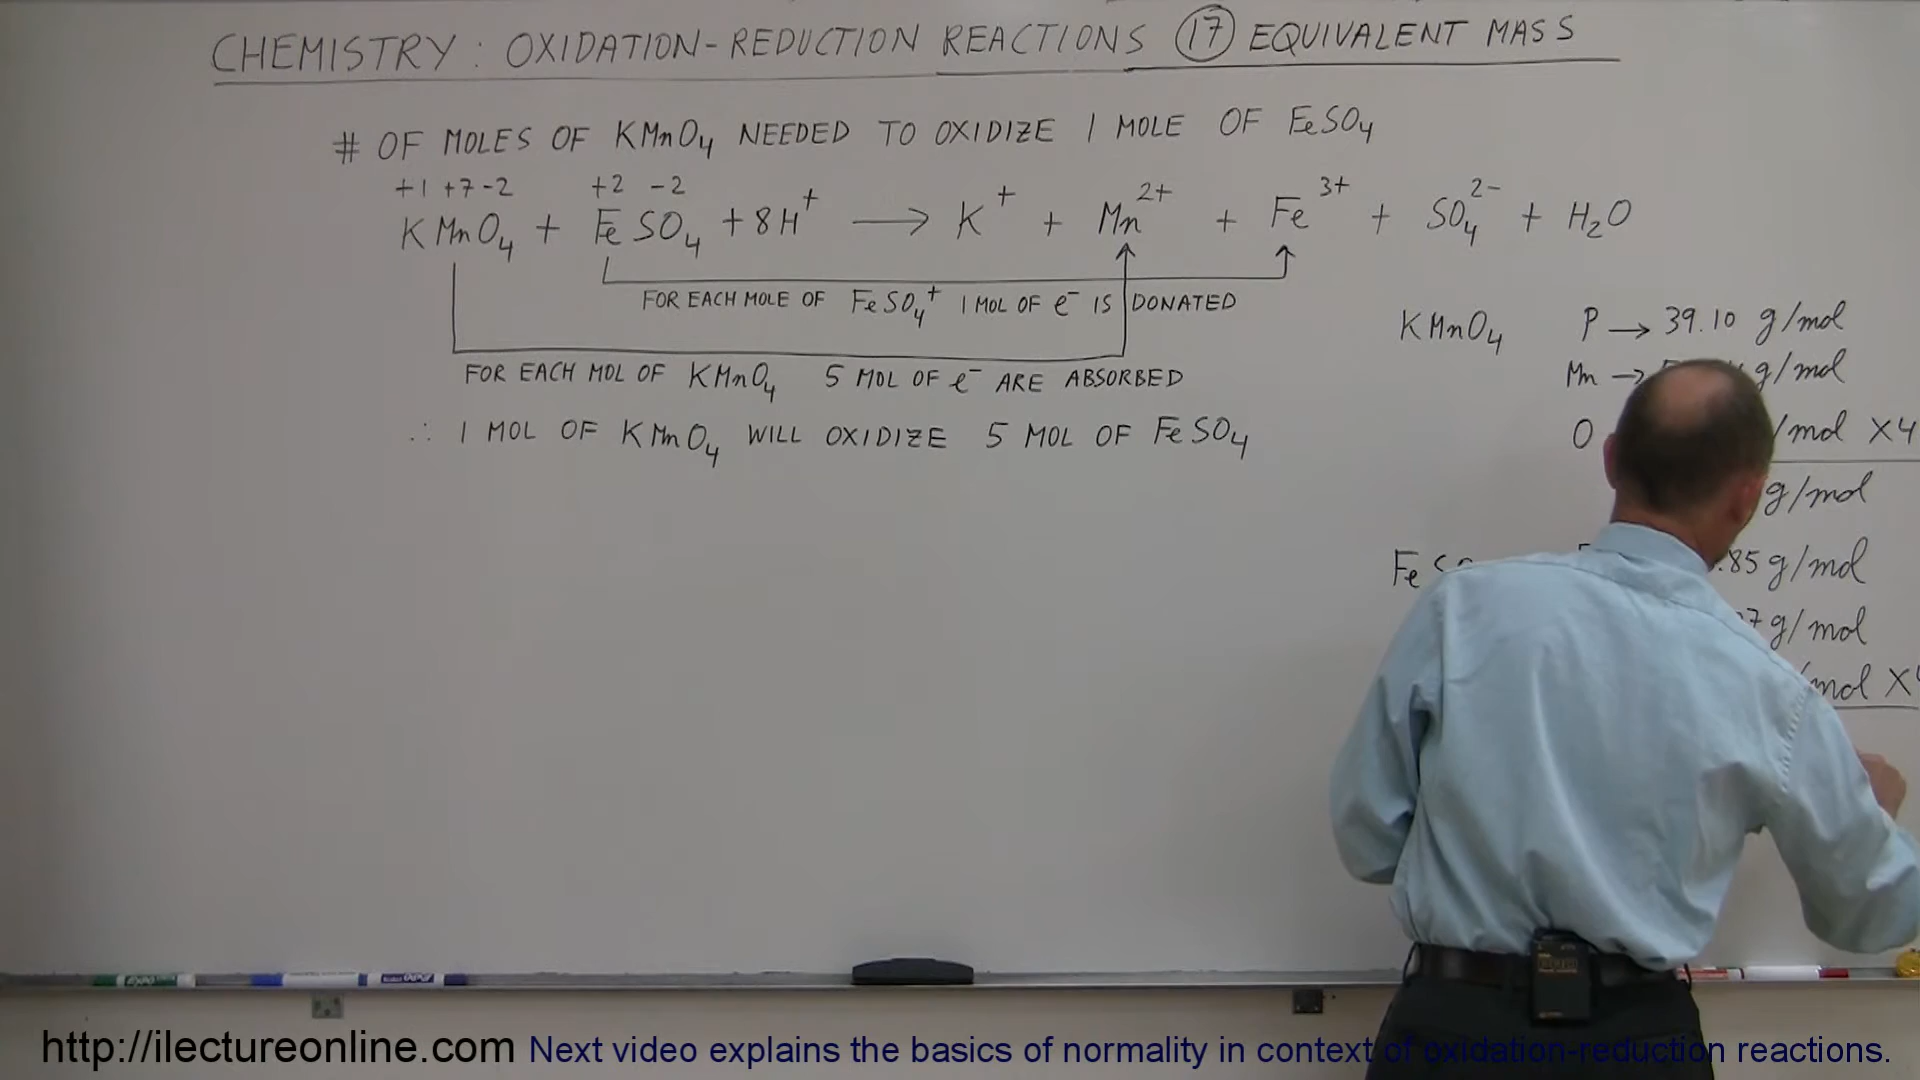 CHEMISTRY: OXIDATION-REDUCTION REACTIONS 17 EQUIVALENT MASS
# OF MOLES OF KMnO4 NEEDED TO OXIDIZE 1 MOLE OF FeSO4
+1 +7 -2 +2 -2
KMnO4 + FeSO4 + 8H+ → K+ + Mn2+ + Fe3+ + SO4 2- + H2O
FOR EACH MOLE OF FeSO4+ 1 MOL OF e- IS DONATED
FOR EACH MOL OF KMnO4 5 MOL OF e- ARE ABSORBED
∴ 1 MOL OF KMnO4 WILL OXIDIZE 5 MOL OF FeSO4
KMnO4 P → 39.10 g/mol
Mn → g/mol
O /mol X4
g/mol
Fe .85 g/mol
7 g/mol
mol X
EXPO
http://ilectureonline.com Next video explains the basics of normality in context of oxidation-reduction reactions.